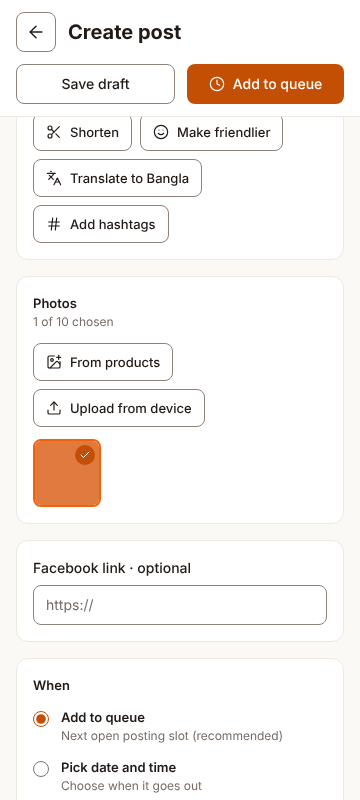 Create post
Save draft
Add to queue
Shorten
Make friendlier
Translate to Bangla
Add hashtags
Photos
1 of 10 chosen
From products
Upload from device
Facebook link · optional
https://
When
Add to queue
Next open posting slot (recommended)
Pick date and time
Choose when it goes out